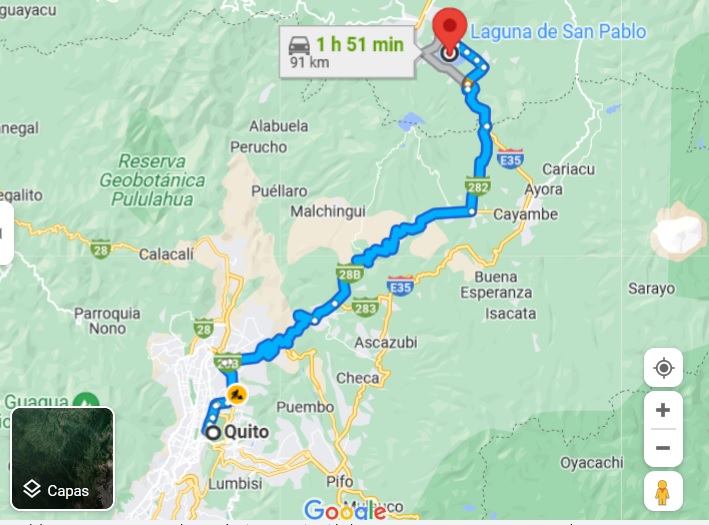 guayacu
Laguna de San Pablo
1 h 51 min
91 km
Alabuela
Perucho
Reserva
Geobotánica
Pululahua
E35
Cariacu
282
Ayora
egalito
Puéllaro
Malchingui
Cayambe
28
Calacalí
28B
E35
Buena
Esperanza
Sarayo
283
Isacata
Parroquia
Nono
28
Ascazubi
28B
Checa
Guagua
Puembo
Quito
Oyacachi
Lumbisi
Pifo
Capas
Google